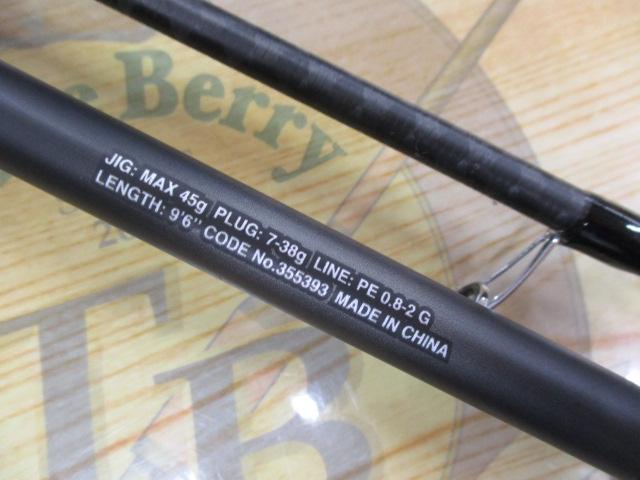 Berry
JIG: MAX 45g | PLUG: 7-38g | LINE: PE 0.8-2 G
LENGTH: 9'6" CODE No.355393 | MADE IN CHINA
TB